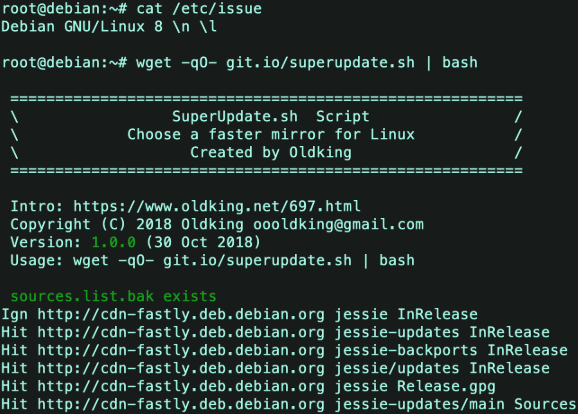 root@debian:~# cat /etc/issue
Debian GNU/Linux 8 \n \l
root@debian:~# wget -qO- git.io/superupdate.sh | bash
=========================================================
\ SuperUpdate.sh  Script /
\ Choose a faster mirror for Linux /
\ Created by Oldking /
=========================================================
Intro: https://www.oldking.net/697.html
Copyright (C) 2018 Oldking oooldking@gmail.com
Version: 1.0.0 (30 Oct 2018)
Usage: wget -qO- git.io/superupdate.sh | bash
sources.list.bak exists
Ign http://cdn-fastly.deb.debian.org jessie InRelease
Hit http://cdn-fastly.deb.debian.org jessie-updates InRelease
Hit http://cdn-fastly.deb.debian.org jessie-backports InRelease
Hit http://cdn-fastly.deb.debian.org jessie/updates InRelease
Hit http://cdn-fastly.deb.debian.org jessie Release.gpg
Hit http://cdn-fastly.deb.debian.org jessie-updates/main Sources